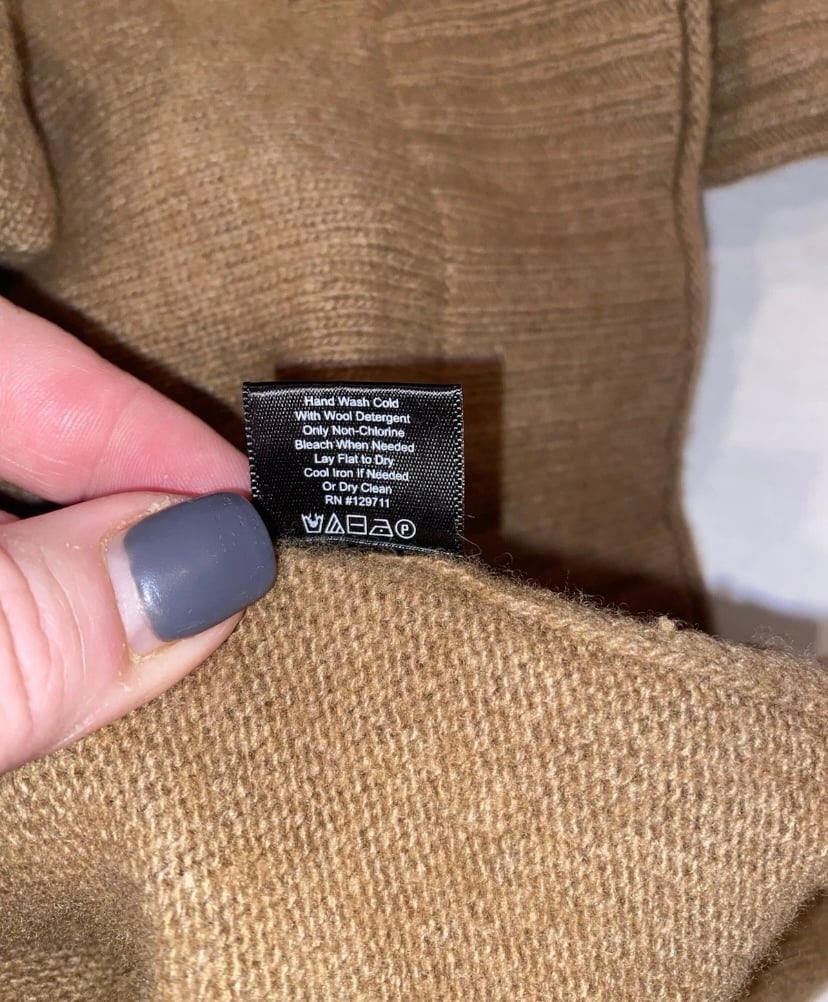 Hand Wash Cold
With Wool Detergent
Only Non-Chlorine
Bleach When Needed
Lay Flat to Dry
Cool Iron If Needed
Or Dry Clean
RN #129711
P